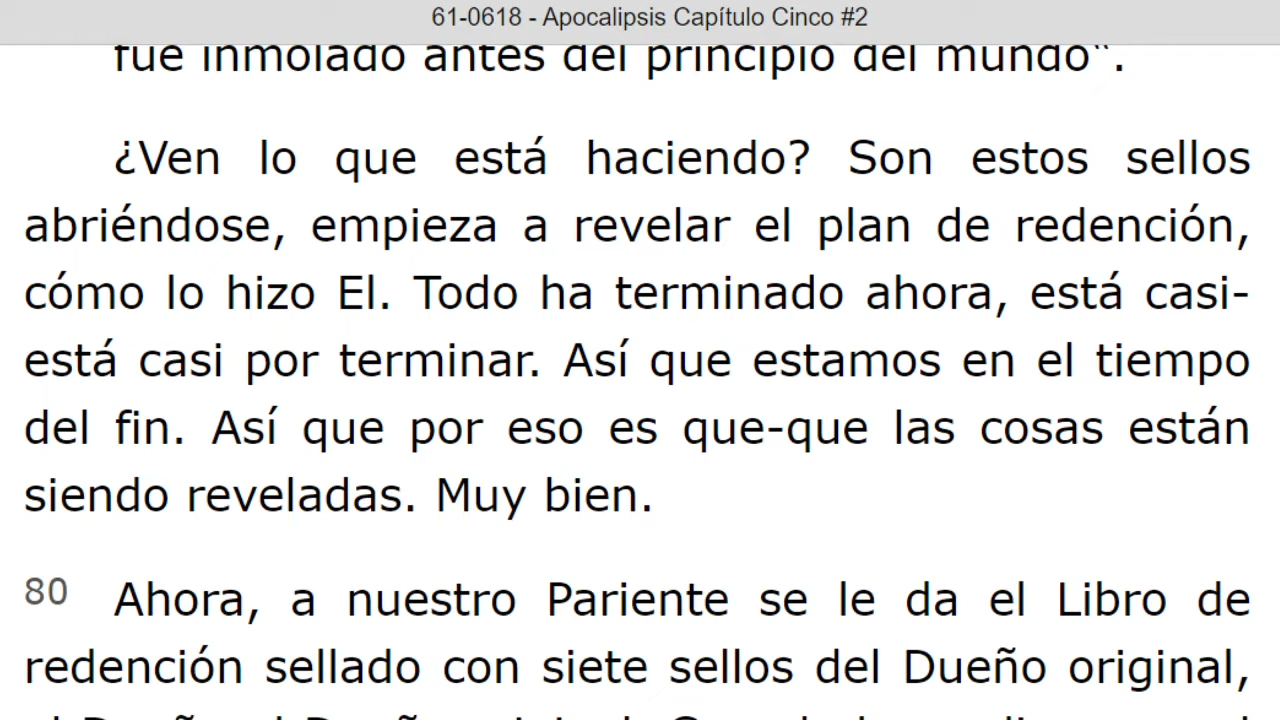 61-0618 - Apocalipsis Capítulo Cinco #2
fue inmolado antes del principio del mundo".
¿Ven lo que está haciendo? Son estos sellos
abriéndose, empieza a revelar el plan de redención,
cómo lo hizo El. Todo ha terminado ahora, está casi-
está casi por terminar. Así que estamos en el tiempo
del fin. Así que por eso es que-que las cosas están
siendo reveladas. Muy bien.
80 Ahora, a nuestro Pariente se le da el Libro de
redención sellado con siete sellos del Dueño original,